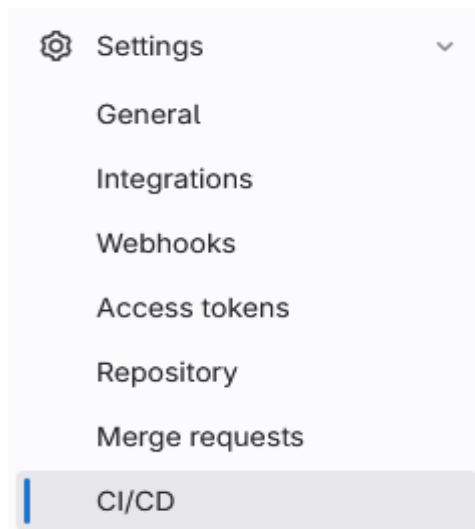 Settings
General
Integrations
Webhooks
Access tokens
Repository
Merge requests
CI/CD